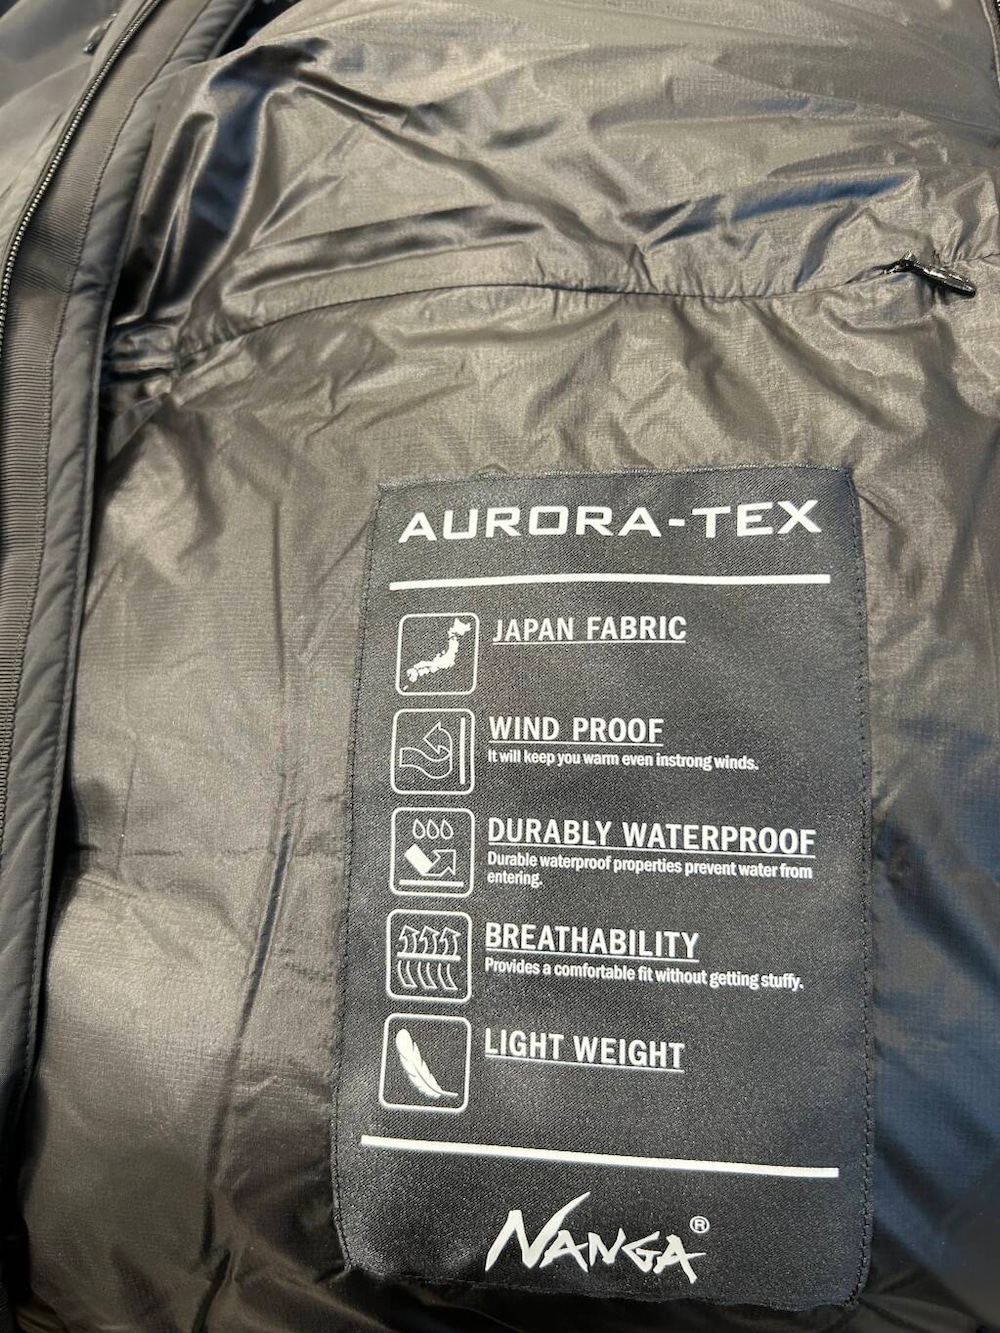 AURORA-TEX
JAPAN FABRIC
WIND PROOF
It will keep you warm even instrong winds.
DURABLY WATERPROOF
Durable waterproof properties prevent water from
entering.
BREATHABILITY
Provides a comfortable fit without getting stuffy.
LIGHT WEIGHT
NANGA®